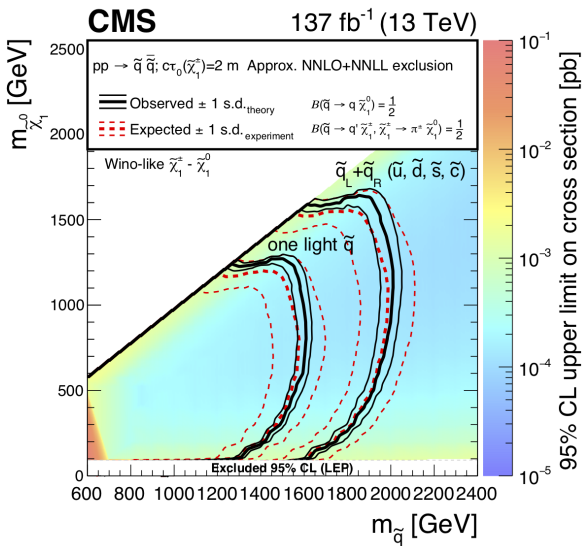 CMS 137 fb⁻¹ (13 TeV)
pp → q̃ q̃̄; cτ₀(χ̃₁±)=2 m Approx. NNLO+NNLL exclusion
Observed ± 1 s.d.theory B(q̃ → q χ̃₁⁰)= 1/2
Expected ± 1 s.d.experiment B(q̃ → q' χ̃₁±, χ̃₁± → π± χ̃₁⁰)= 1/2
Wino-like χ̃₁± - χ̃₁⁰
q̃L+q̃R (ũ, d̃, s̃, c̃)
one light q̃
Excluded 95% CL (LEP)
m χ̃₁⁰ [GeV]
2500
2000
1500
1000
500
0
600 800 1000 1200 1400 1600 1800 2000 2200 2400
m q̃ [GeV]
10⁻¹
10⁻²
10⁻³
10⁻⁴
10⁻⁵
95% CL upper limit on cross section [pb]